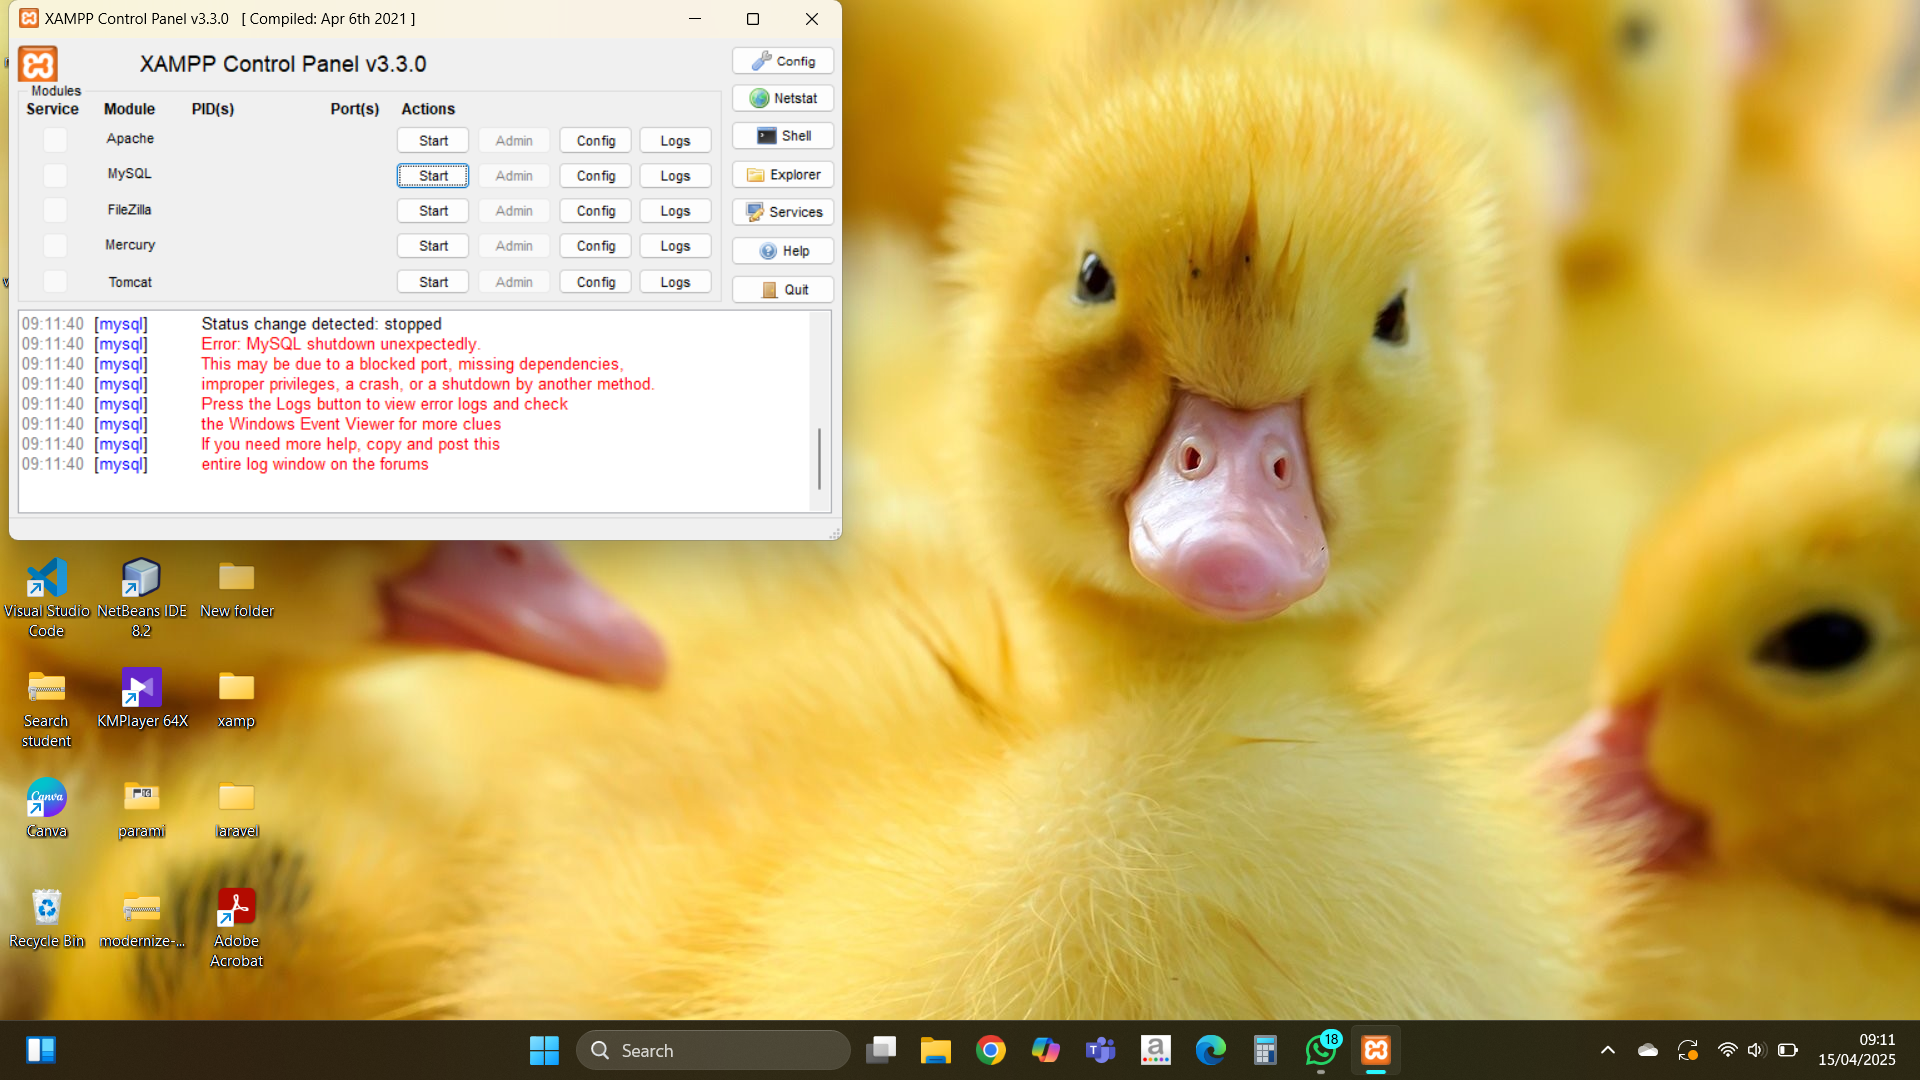 XAMPP Control Panel v3.3.0 [ Compiled: Apr 6th 2021 ]
XAMPP Control Panel v3.3.0
Config
Modules
Service Module PID(s) Port(s) Actions
Netstat
Apache Start Admin Config Logs
Shell
MySQL Start Admin Config Logs
Explorer
FileZilla Start Admin Config Logs
Services
Mercury Start Admin Config Logs
Help
Tomcat Start Admin Config Logs
Quit
09:11:40 [mysql] Status change detected: stopped
09:11:40 [mysql] Error: MySQL shutdown unexpectedly.
09:11:40 [mysql] This may be due to a blocked port, missing dependencies,
09:11:40 [mysql] improper privileges, a crash, or a shutdown by another method.
09:11:40 [mysql] Press the Logs button to view error logs and check
09:11:40 [mysql] the Windows Event Viewer for more clues
09:11:40 [mysql] If you need more help, copy and post this
09:11:40 [mysql] entire log window on the forums
Visual Studio
Code
NetBeans IDE
8.2
New folder
Search
student
KMPlayer 64X
xamp
Canva
Canva
parami
laravel
Recycle Bin
modernize-...
Adobe
Acrobat
Search
18
09:11
15/04/2025